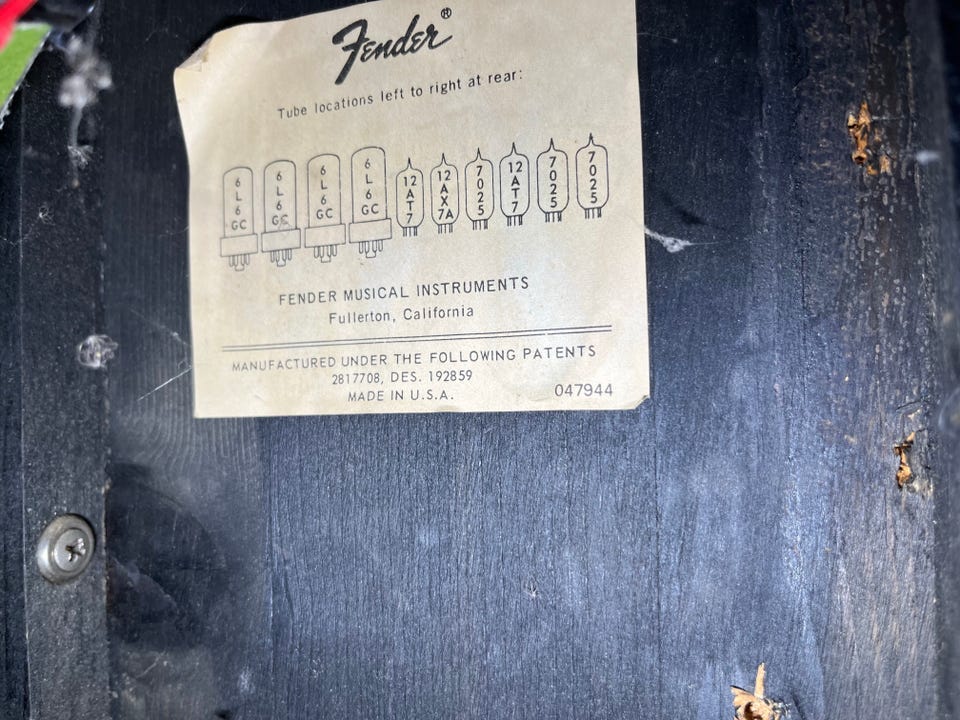 Fender®
Tube locations left to right at rear:
6L6GC 6L6GC 6L6GC 6L6GC 12AT7 12AX7A 7025 12AT7 7025 7025
FENDER MUSICAL INSTRUMENTS
Fullerton, California
MANUFACTURED UNDER THE FOLLOWING PATENTS
2817708, DES. 192859
MADE IN U.S.A. 047944